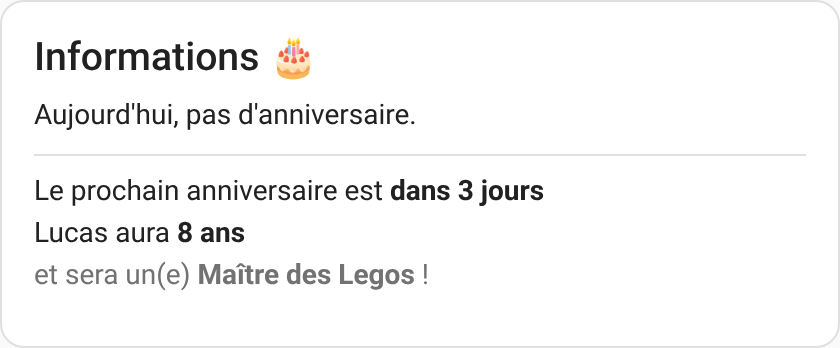 Informations 🎂
Aujourd'hui, pas d'anniversaire.
Le prochain anniversaire est dans 3 jours
Lucas aura 8 ans
et sera un(e) Maître des Legos !